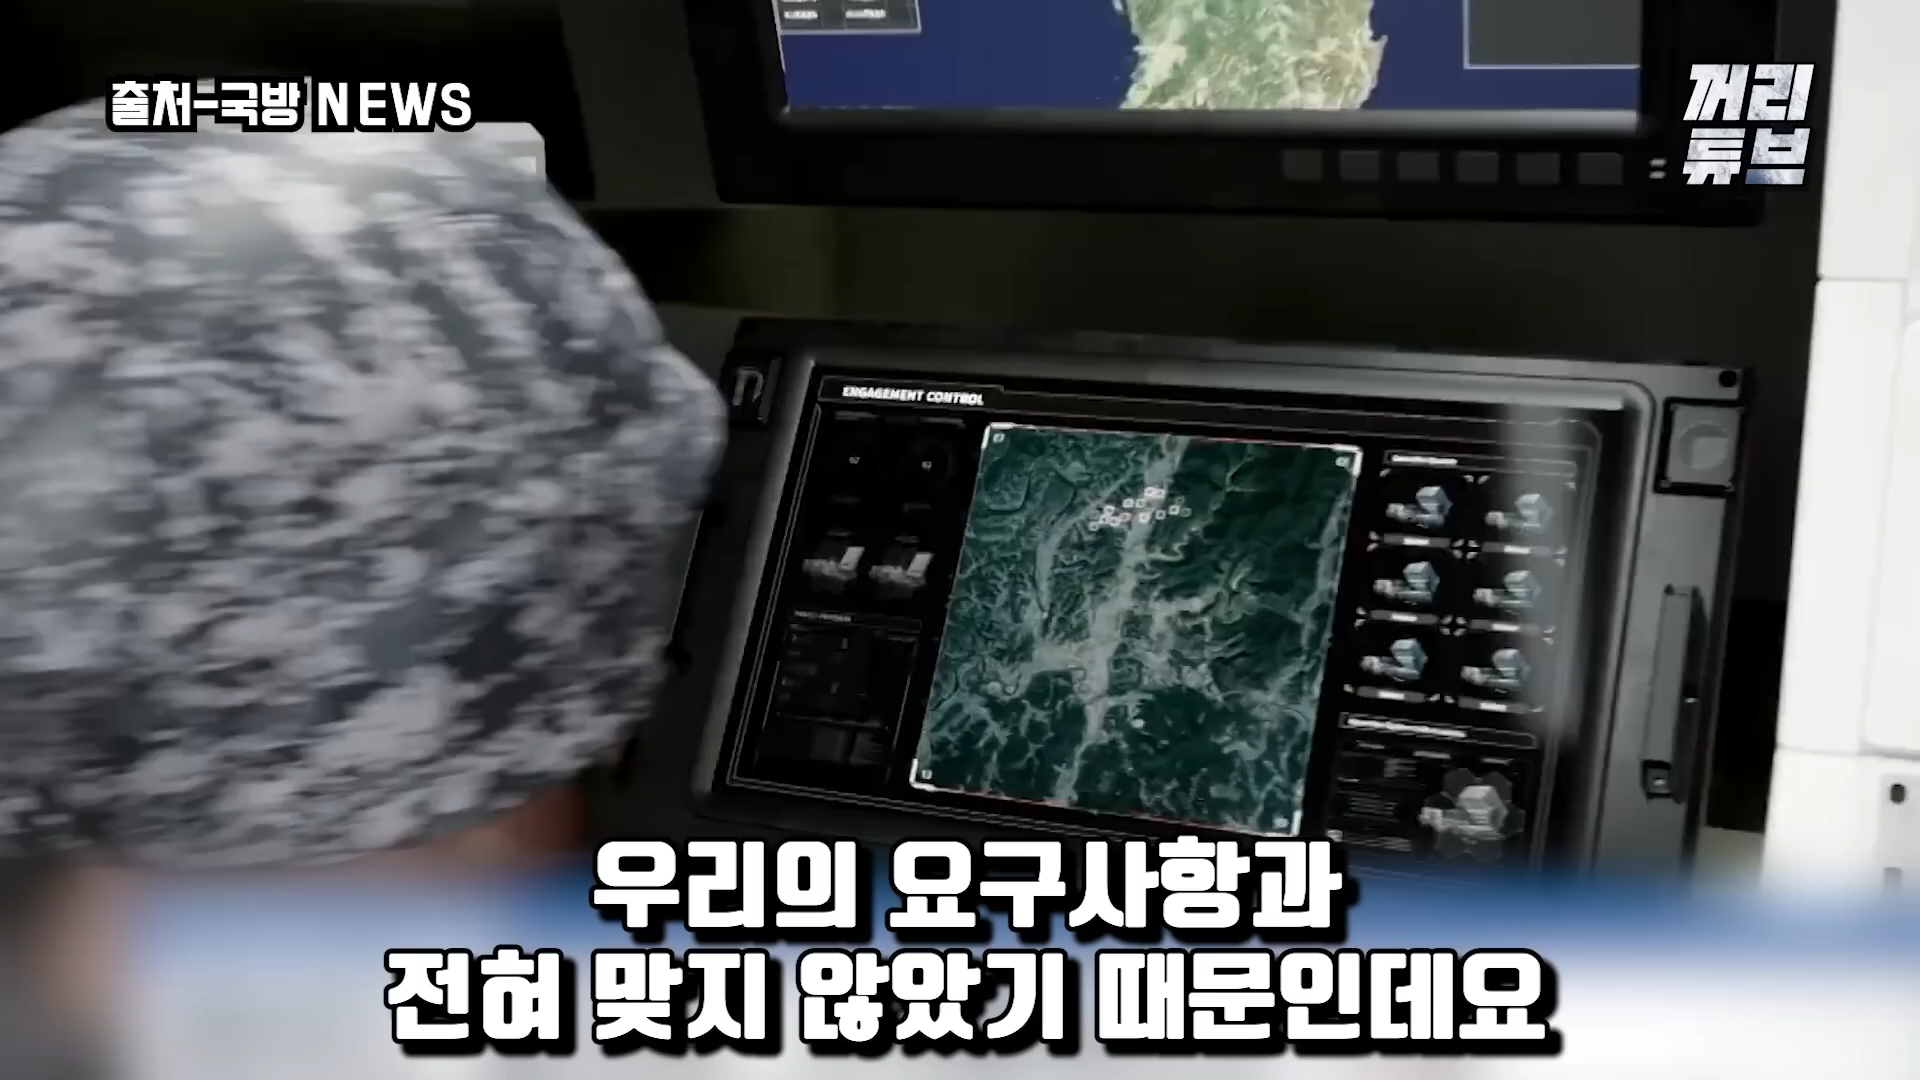 출처-국방 NEWS
꺼리
튜브
ENGAGEMENT CONTROL
우리의 요구사항과
전혀 맞지 않았기 때문인데요